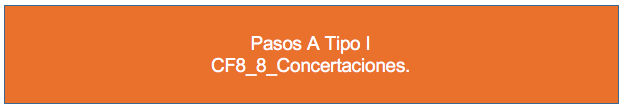 Pasos A Tipo I
CF8_8_Concertaciones.